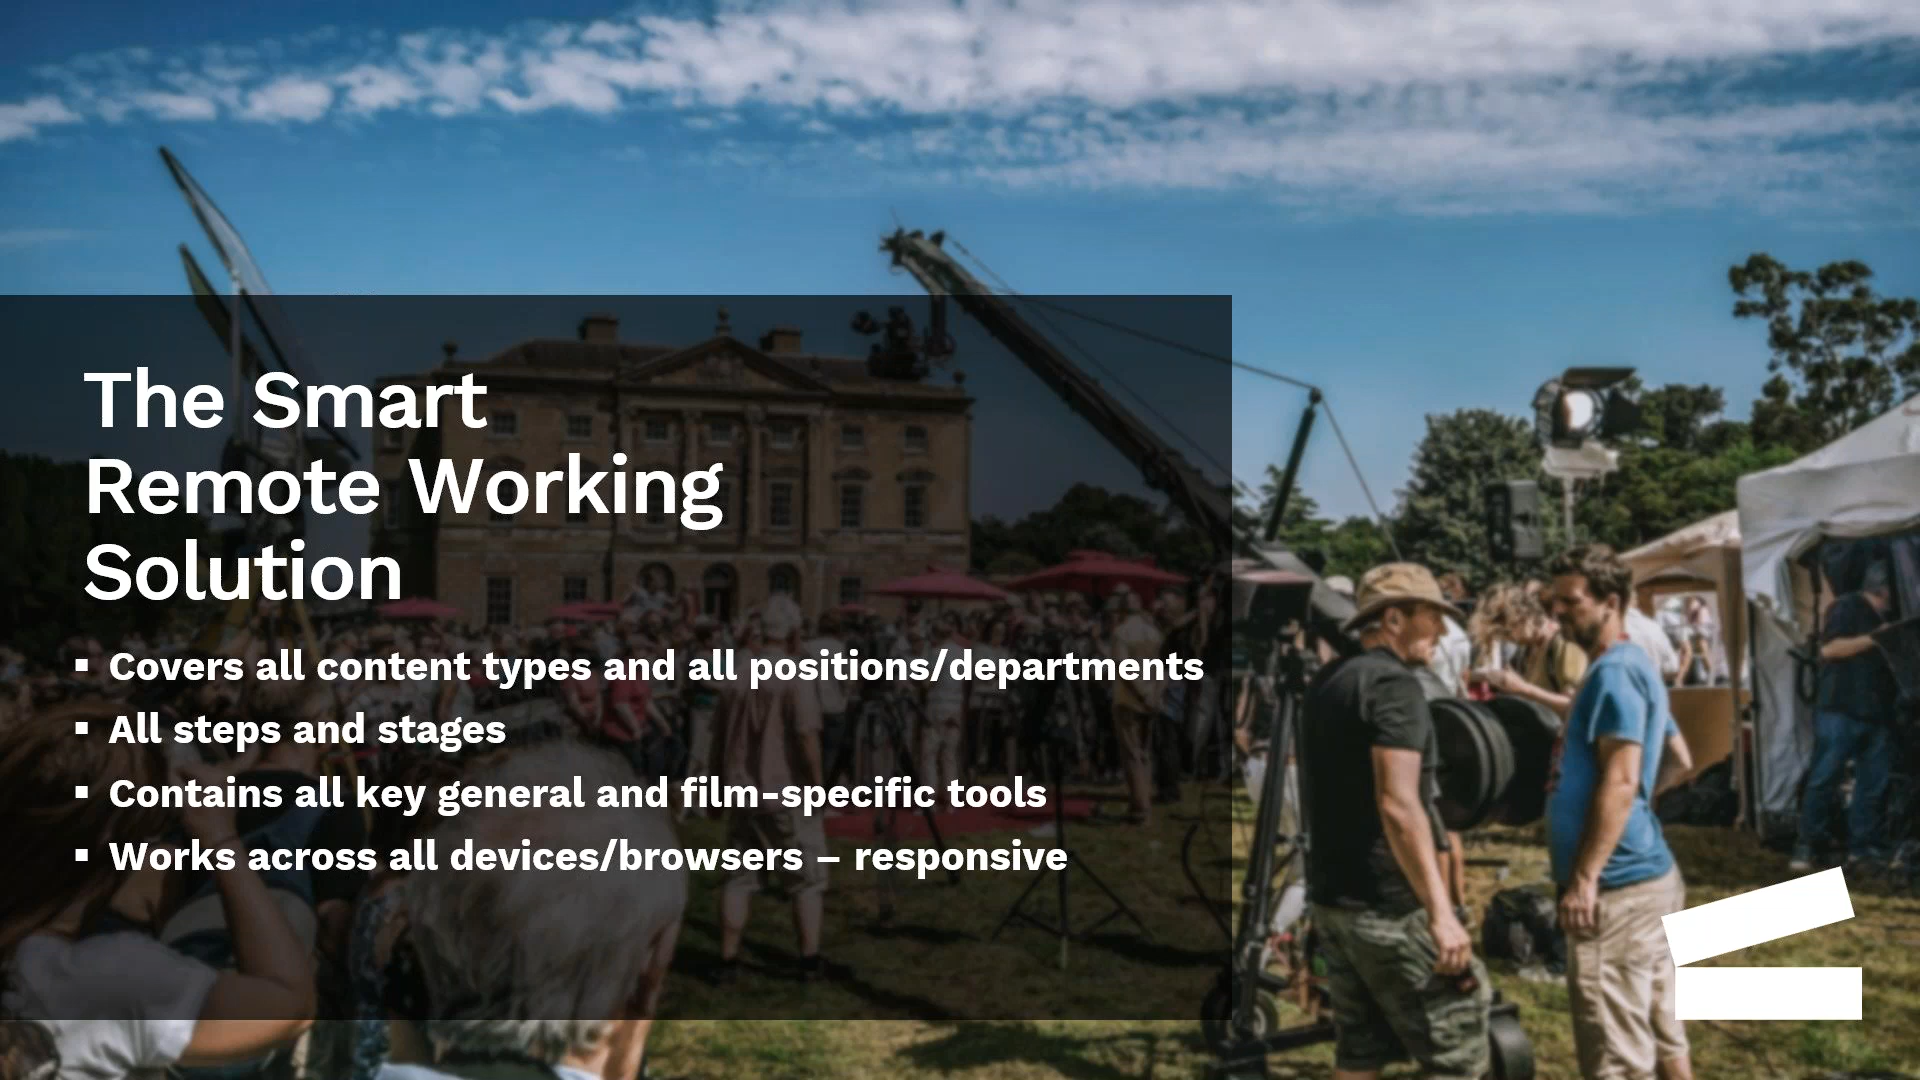 The Smart
Remote Working
Solution
▪ Covers all content types and all positions/departments
▪ All steps and stages
▪ Contains all key general and film-specific tools
▪ Works across all devices/browsers – responsive